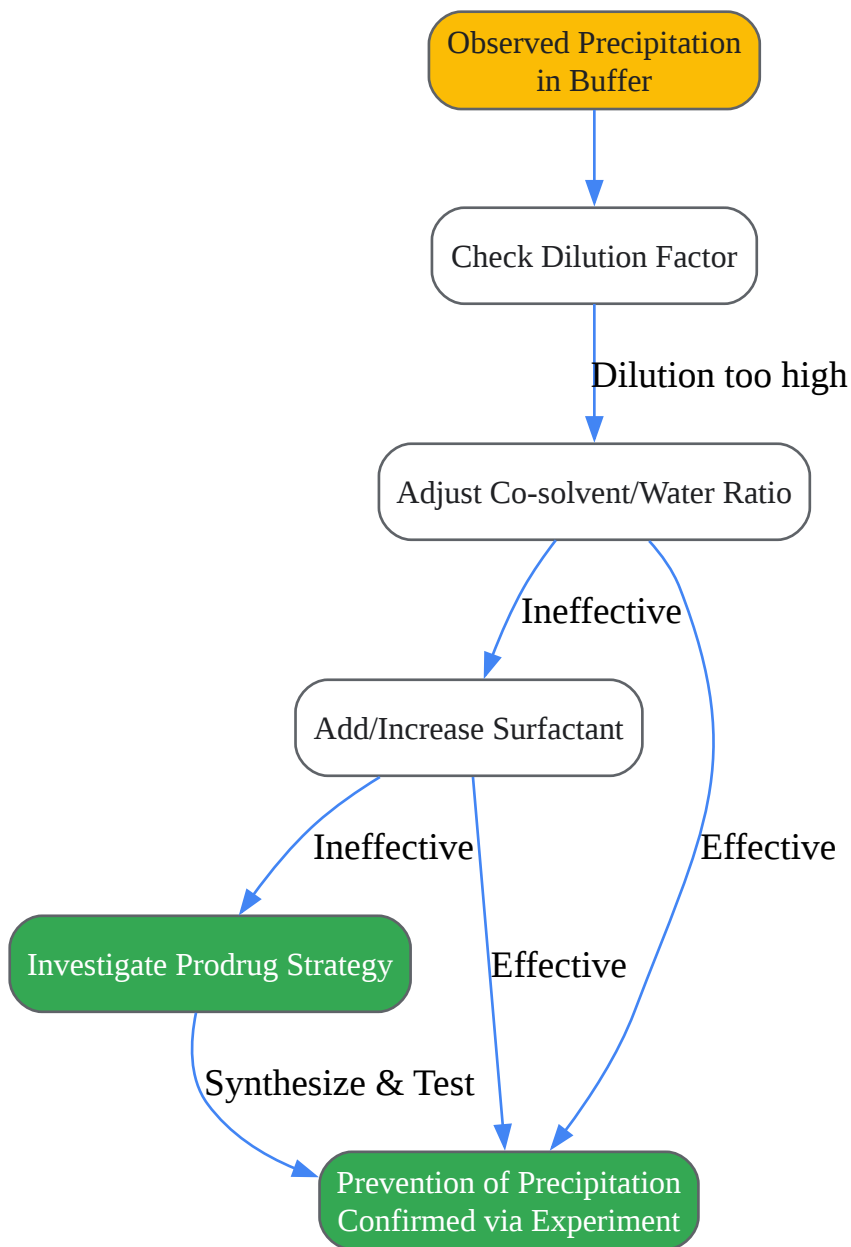 Observed Precipitation
in Buffer
Check Dilution Factor
Dilution too high
Adjust Co-solvent/Water Ratio
Ineffective
Add/Increase Surfactant
Ineffective
Effective
Investigate Prodrug Strategy
Effective
Synthesize & Test
Prevention of Precipitation
Confirmed via Experiment